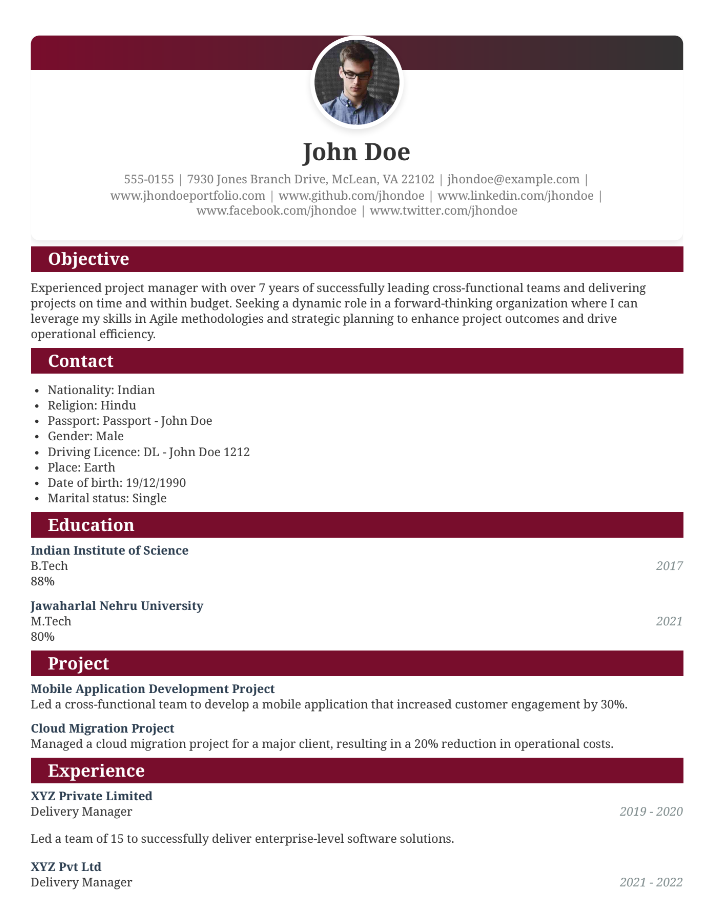 John Doe
555-0155 | 7930 Jones Branch Drive, McLean, VA 22102 | jhondoe@example.com |
www.jhondoeportfolio.com | www.github.com/jhondoe | www.linkedin.com/jhondoe |
www.facebook.com/jhondoe | www.twitter.com/jhondoe
Objective
Experienced project manager with over 7 years of successfully leading cross-functional teams and delivering
projects on time and within budget. Seeking a dynamic role in a forward-thinking organization where I can
leverage my skills in Agile methodologies and strategic planning to enhance project outcomes and drive
operational efficiency.
Contact
• Nationality: Indian
• Religion: Hindu
• Passport: Passport - John Doe
• Gender: Male
• Driving Licence: DL - John Doe 1212
• Place: Earth
• Date of birth: 19/12/1990
• Marital status: Single
Education
Indian Institute of Science
B.Tech 2017
88%
Jawaharlal Nehru University
M.Tech 2021
80%
Project
Mobile Application Development Project
Led a cross-functional team to develop a mobile application that increased customer engagement by 30%.
Cloud Migration Project
Managed a cloud migration project for a major client, resulting in a 20% reduction in operational costs.
Experience
XYZ Private Limited
Delivery Manager 2019 - 2020
Led a team of 15 to successfully deliver enterprise-level software solutions.
XYZ Pvt Ltd
Delivery Manager 2021 - 2022